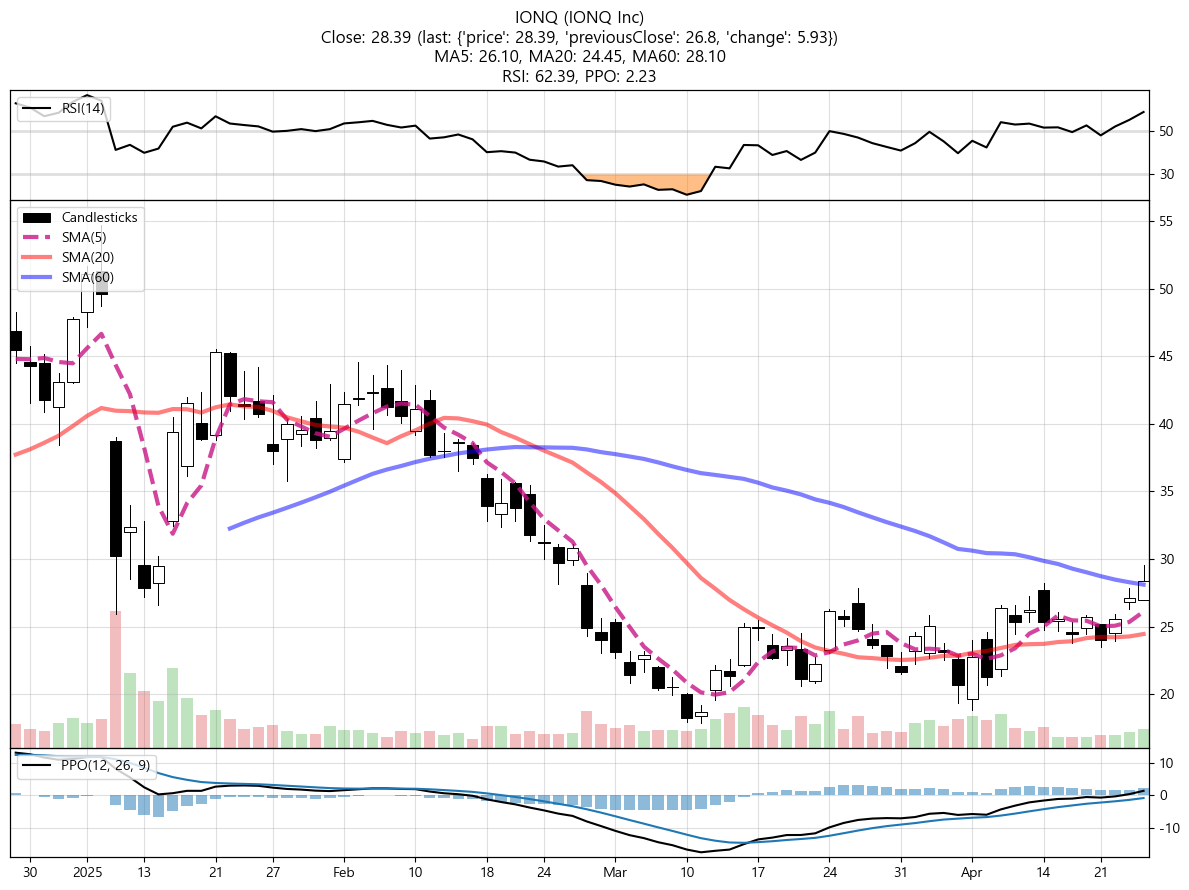 IONQ (IONQ Inc)
Close: 28.39 (last: {'price': 28.39, 'previousClose': 26.8, 'change': 5.93})
MA5: 26.10, MA20: 24.45, MA60: 28.10
RSI: 62.39, PPO: 2.23
RSI(14)
50
30
Candlesticks
SMA(5)
SMA(20)
SMA(60)
55
50
45
40
35
30
25
20
PPO(12, 26, 9)
10
0
-10
30 2025 13 21 27 Feb 10 18 24 Mar 10 17 24 31 Apr 14 21